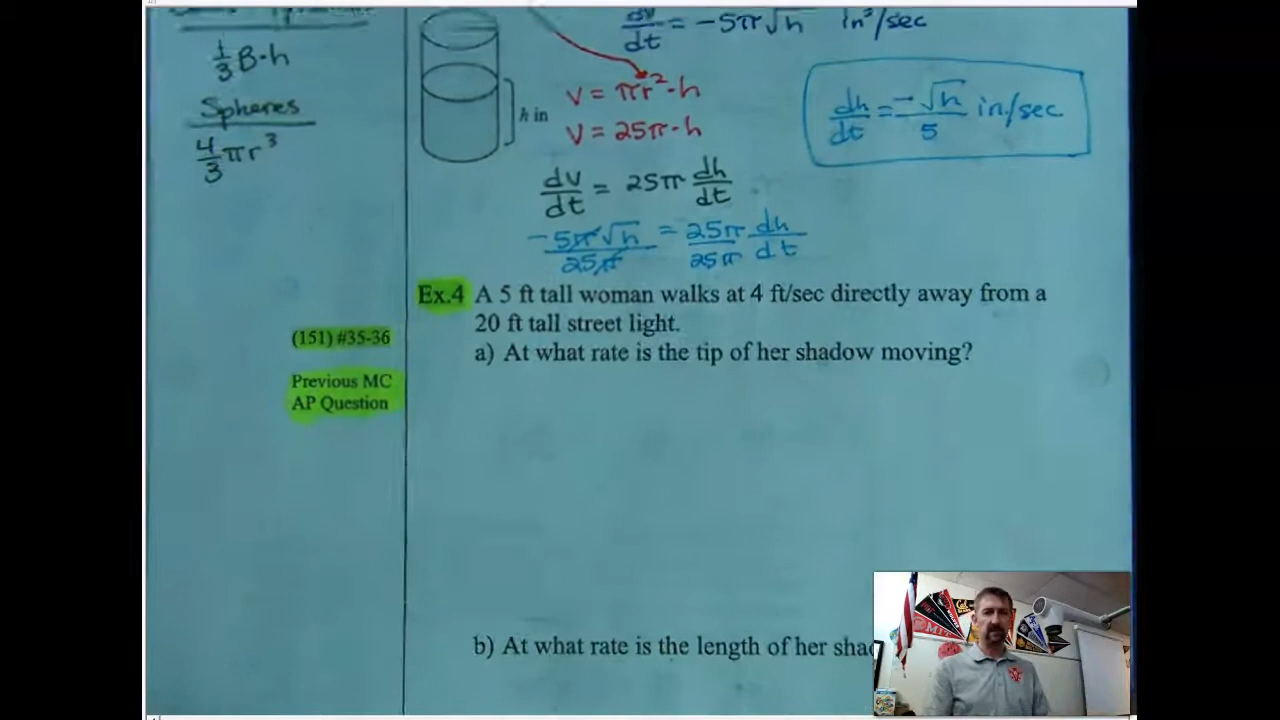 1/3 B·h
Spheres
4/3 πr³
dv/dt = -5π√h in³/sec
V = πr²·h
V = 25π·h
h in
dh/dt = -√h/5 in/sec
dv/dt = 25π dh/dt
-5π√h/25π = 25π/25π dh/dt
Ex.4 A 5 ft tall woman walks at 4 ft/sec directly away from a
20 ft tall street light.
(151) #35-36
a) At what rate is the tip of her shadow moving?
Previous MC
AP Question
b) At what rate is the length of her
MIT